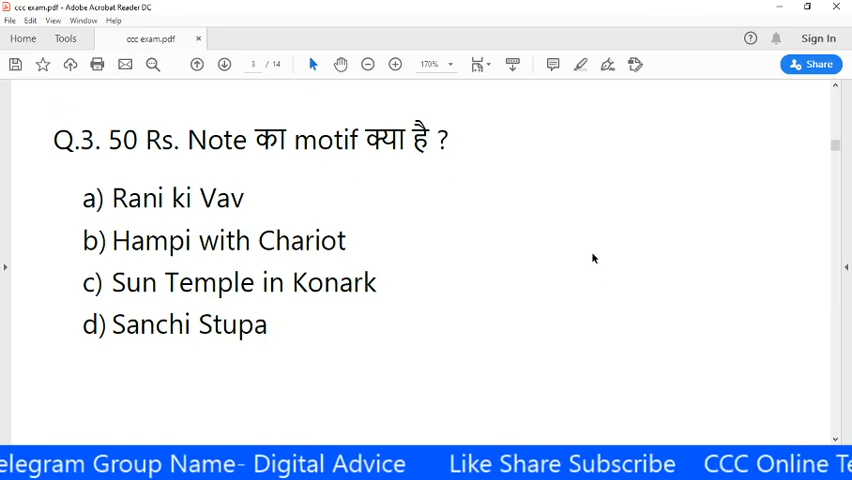 ccc exam.pdf - Adobe Acrobat Reader DC
File Edit View Window Help
Home Tools ccc exam.pdf × Sign In
3 / 14 170% Share
Q.3. 50 Rs. Note का motif क्या है ?
a) Rani ki Vav
b) Hampi with Chariot
c) Sun Temple in Konark
d) Sanchi Stupa
elegram Group Name- Digital Advice Like Share Subscribe CCC Online Te